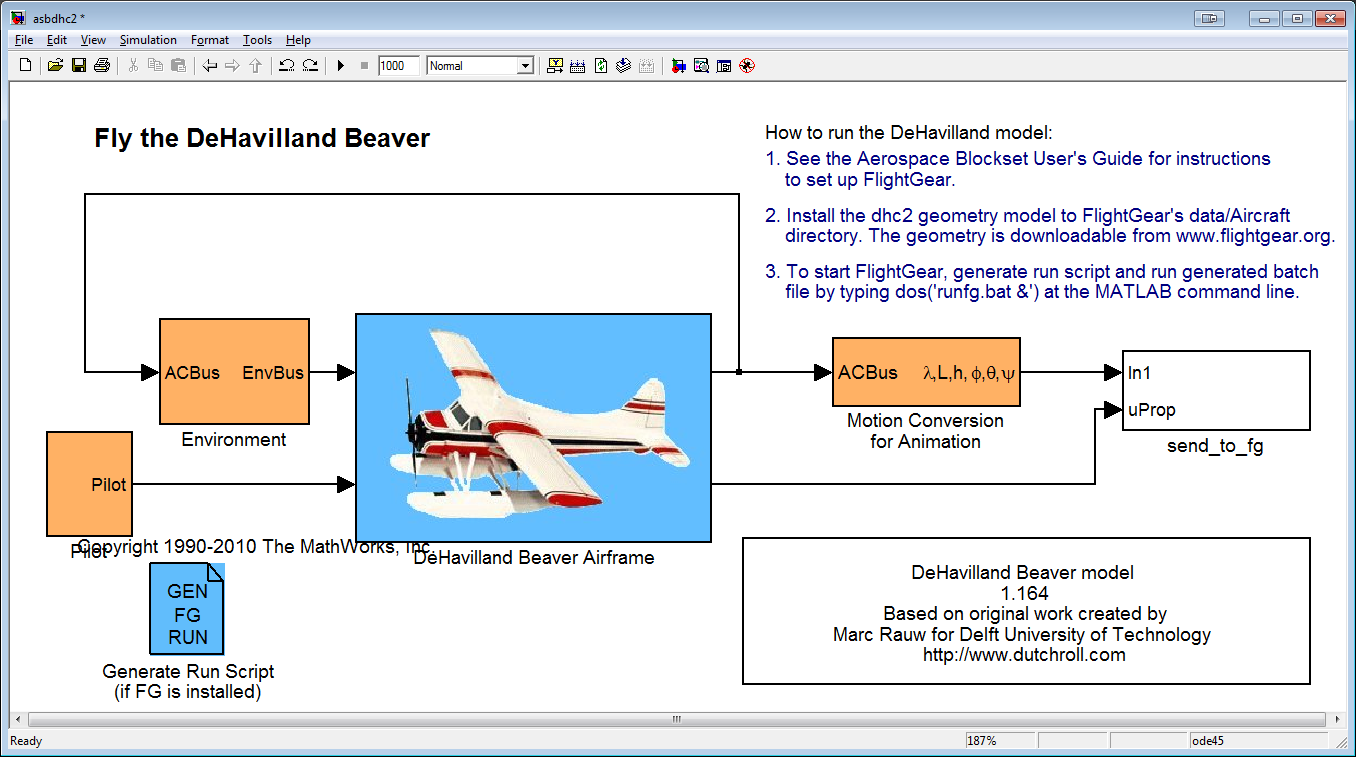 asbdhc2 *
File Edit View Simulation Format Tools Help
1000 Normal
Fly the DeHavilland Beaver
How to run the DeHavilland model:
1. See the Aerospace Blockset User's Guide for instructions
to set up FlightGear.
2. Install the dhc2 geometry model to FlightGear's data/Aircraft
directory. The geometry is downloadable from www.flightgear.org.
3. To start FlightGear, generate run script and run generated batch
file by typing dos('runfg.bat &') at the MATLAB command line.
ACBus EnvBus
Environment
ACBus λ,L,h,ϕ,θ,ψ
Motion Conversion
for Animation
In1
uProp
send_to_fg
Pilot
Pilot
Copyright 1990-2010 The MathWorks, Inc.
DeHavilland Beaver Airframe
GEN
FG
RUN
Generate Run Script
(if FG is installed)
DeHavilland Beaver model
1.164
Based on original work created by
Marc Rauw for Delft University of Technology
http://www.dutchroll.com
Ready 187% ode45